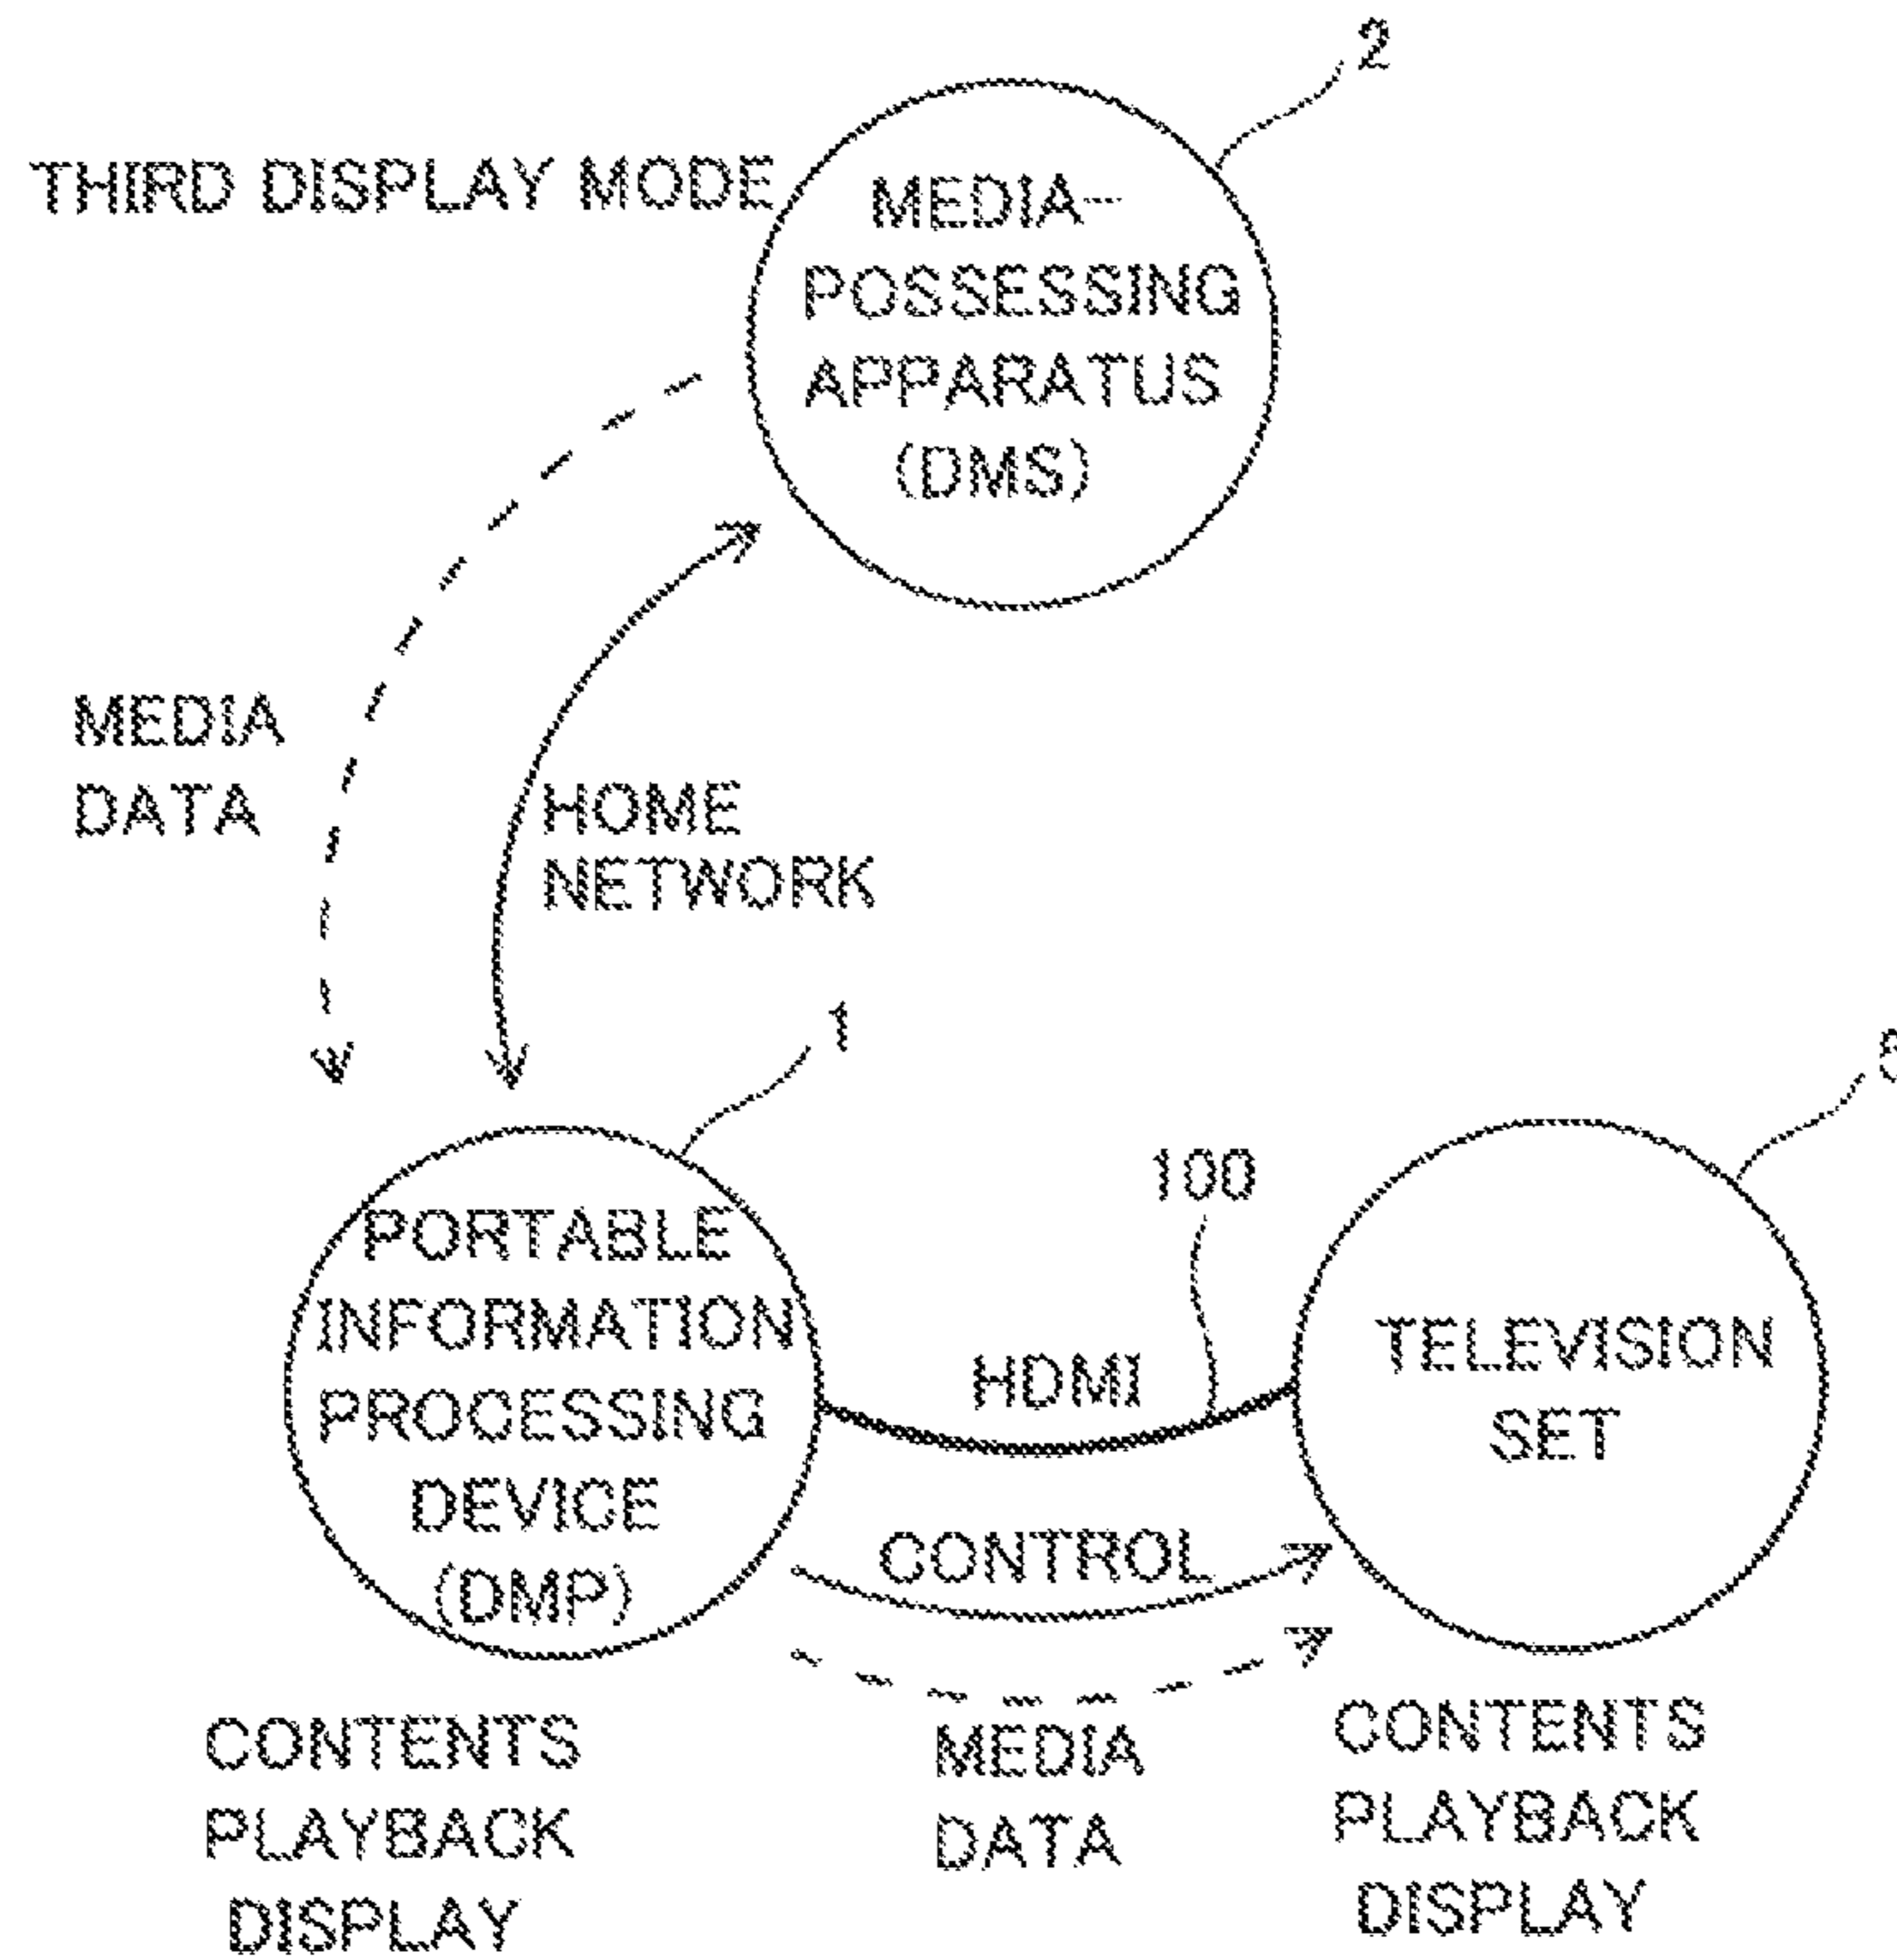 2
THIRD DISPLAY MODE
MEDIA-
POSSESSING
APPARATUS
(DMS)
MEDIA
DATA
HOME
NETWORK
1
PORTABLE
INFORMATION
PROCESSING
DEVICE
(DMP)
100
HDMI
TELEVISION
SET
CONTROL
MEDIA
DATA
CONTENTS
PLAYBACK
DISPLAY
CONTENTS
PLAYBACK
DISPLAY